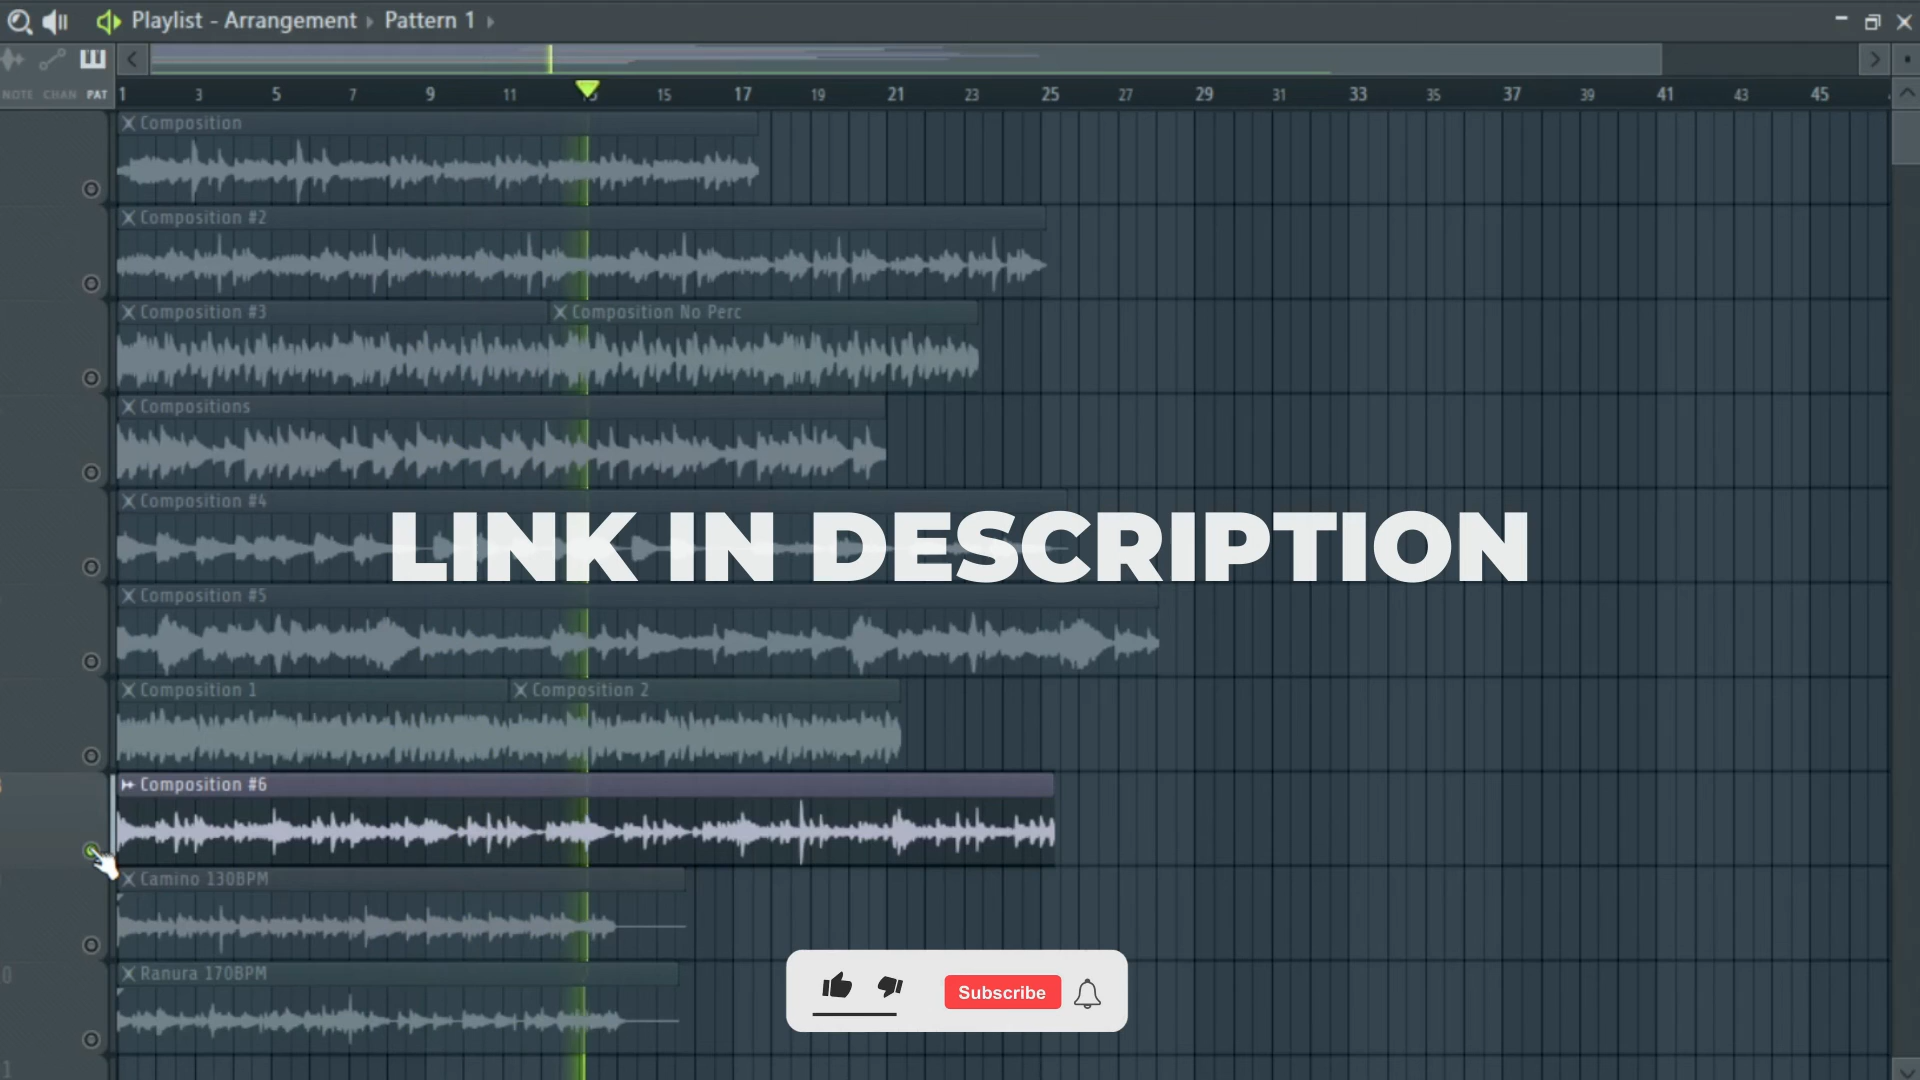 Playlist - Arrangement Pattern 1
NOTE CHAN PAT
1 3 5 7 9 11 15 17 19 21 23 25 27 29 31 33 35 37 39 41 43 45
Composition
Composition #2
Composition #3 Composition No Perc
Compositions
Composition #4
LINK IN DESCRIPTION
Composition #5
Composition 1 Composition 2
Composition #6
Camino 130BPM
Ranura 170BPM
Subscribe